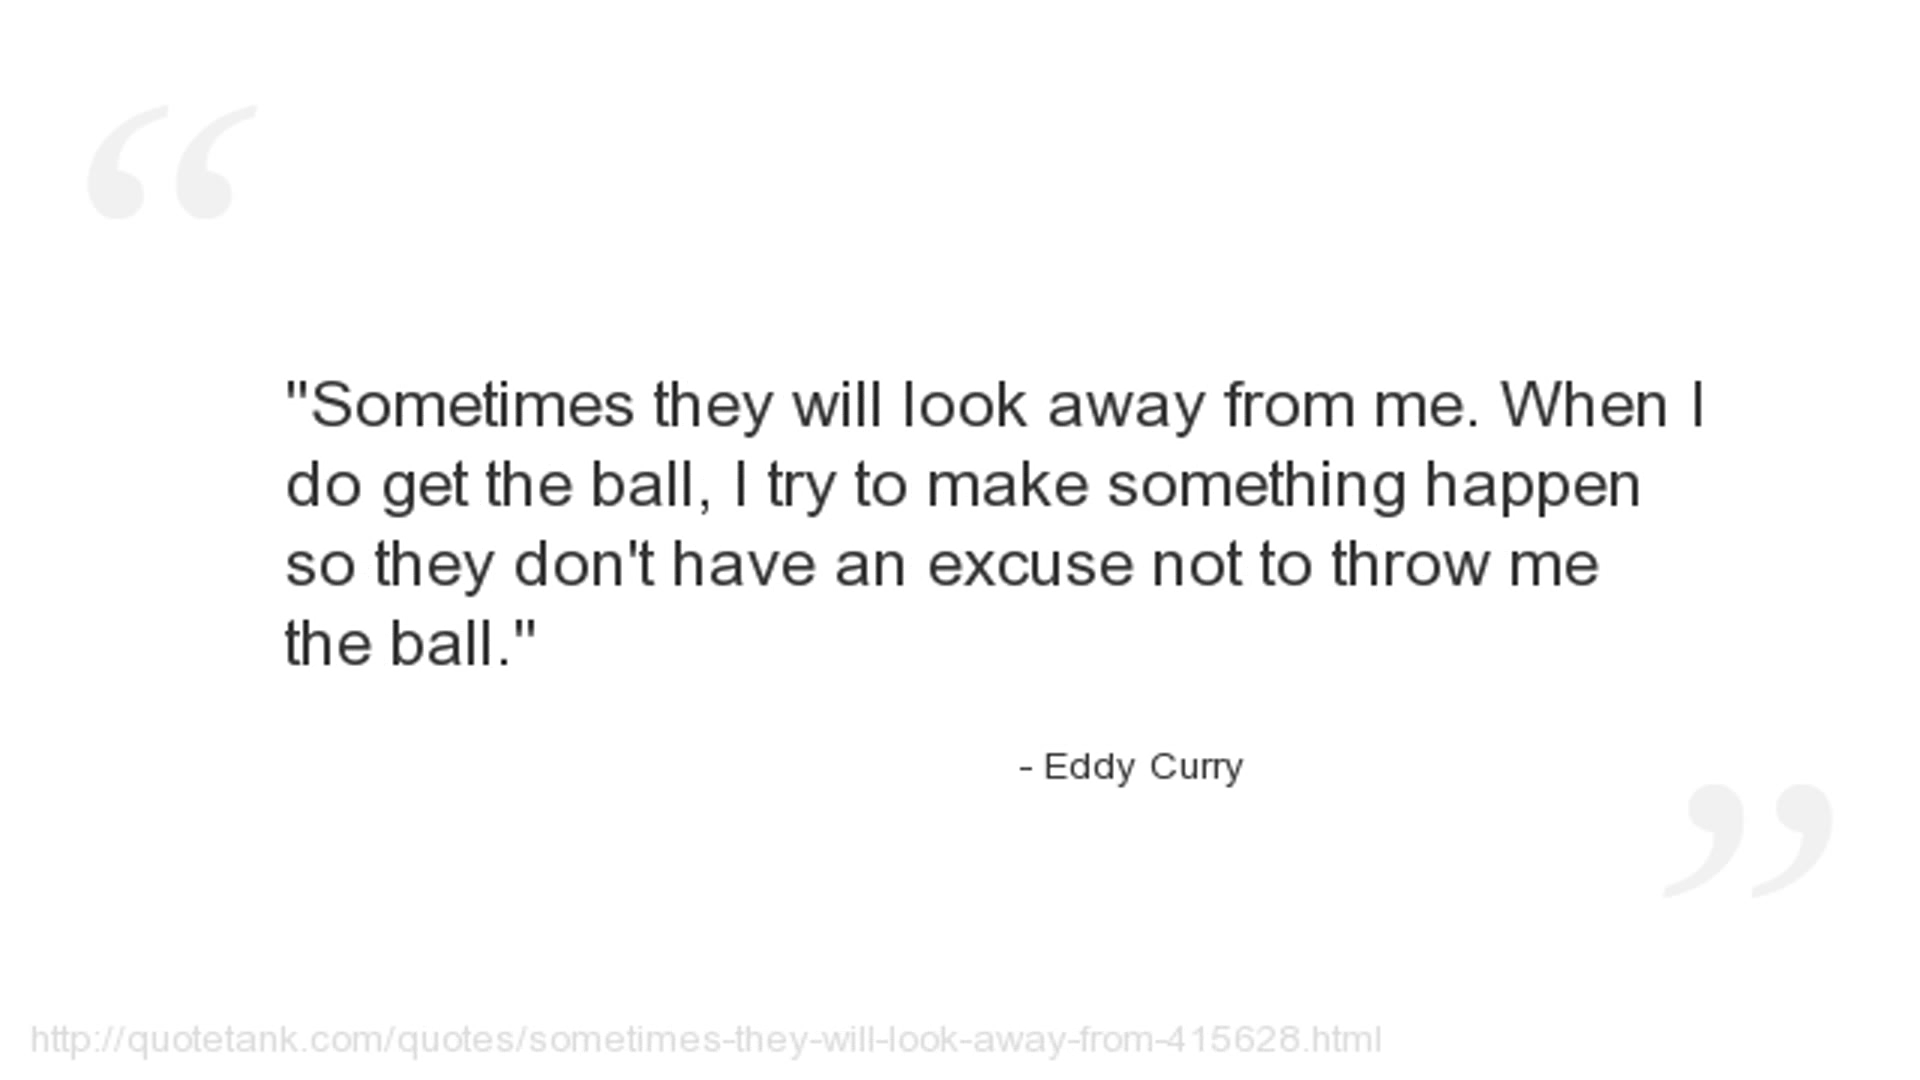 "Sometimes they will look away from me. When I
do get the ball, I try to make something happen
so they don't have an excuse not to throw me
the ball."
- Eddy Curry
http://quotetank.com/quotes/sometimes-they-will-look-away-from-415628.html